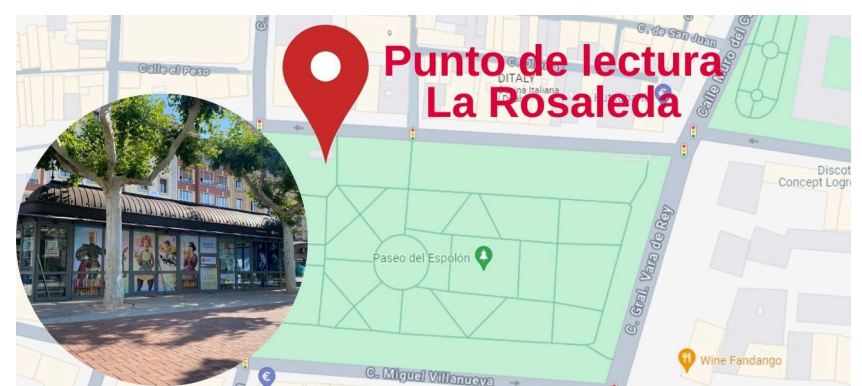 C. de San Juan
Punto de lectura
La Rosaleda
Calle el Peso
DITALY
Italiana
Calle Muro del C
Discot
Concept Logro
Paseo del Espolón
C. Gral. Vara de Rey
Wine Fandango
C. Miguel Villanueva
€